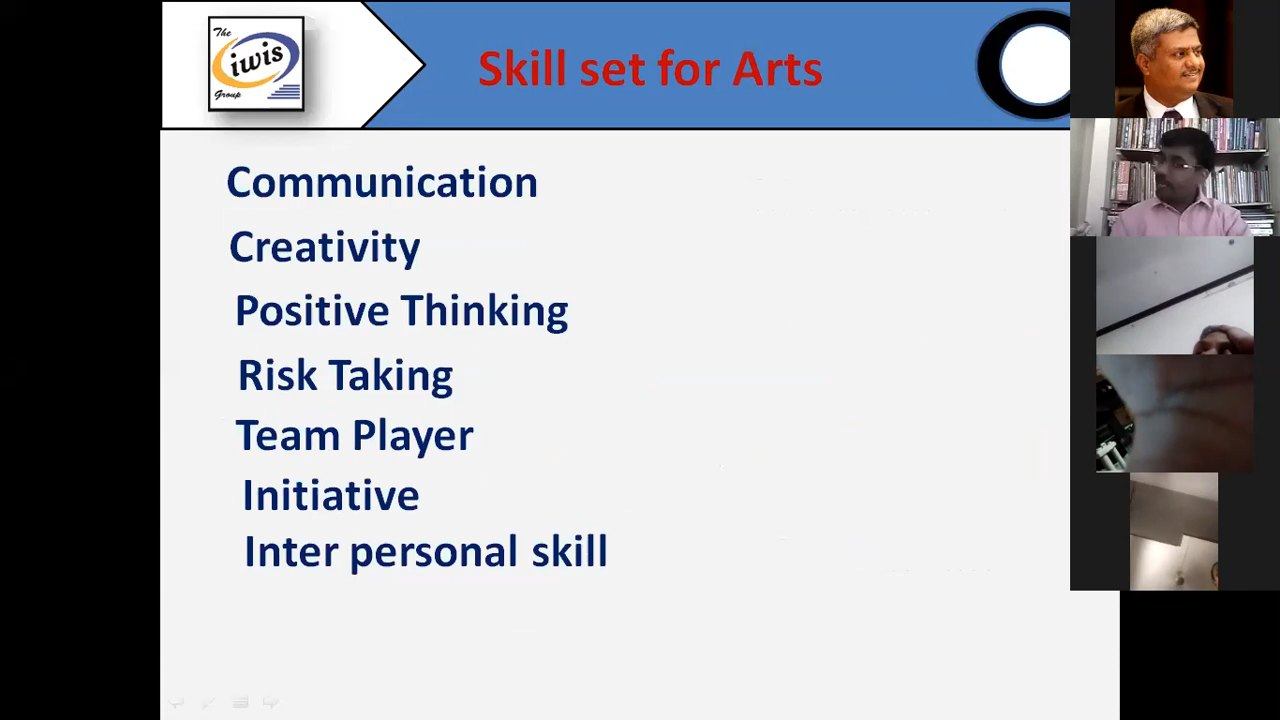 The
iwis
Group
Skill set for Arts
Communication
Creativity
Positive Thinking
Risk Taking
Team Player
Initiative
Inter personal skill